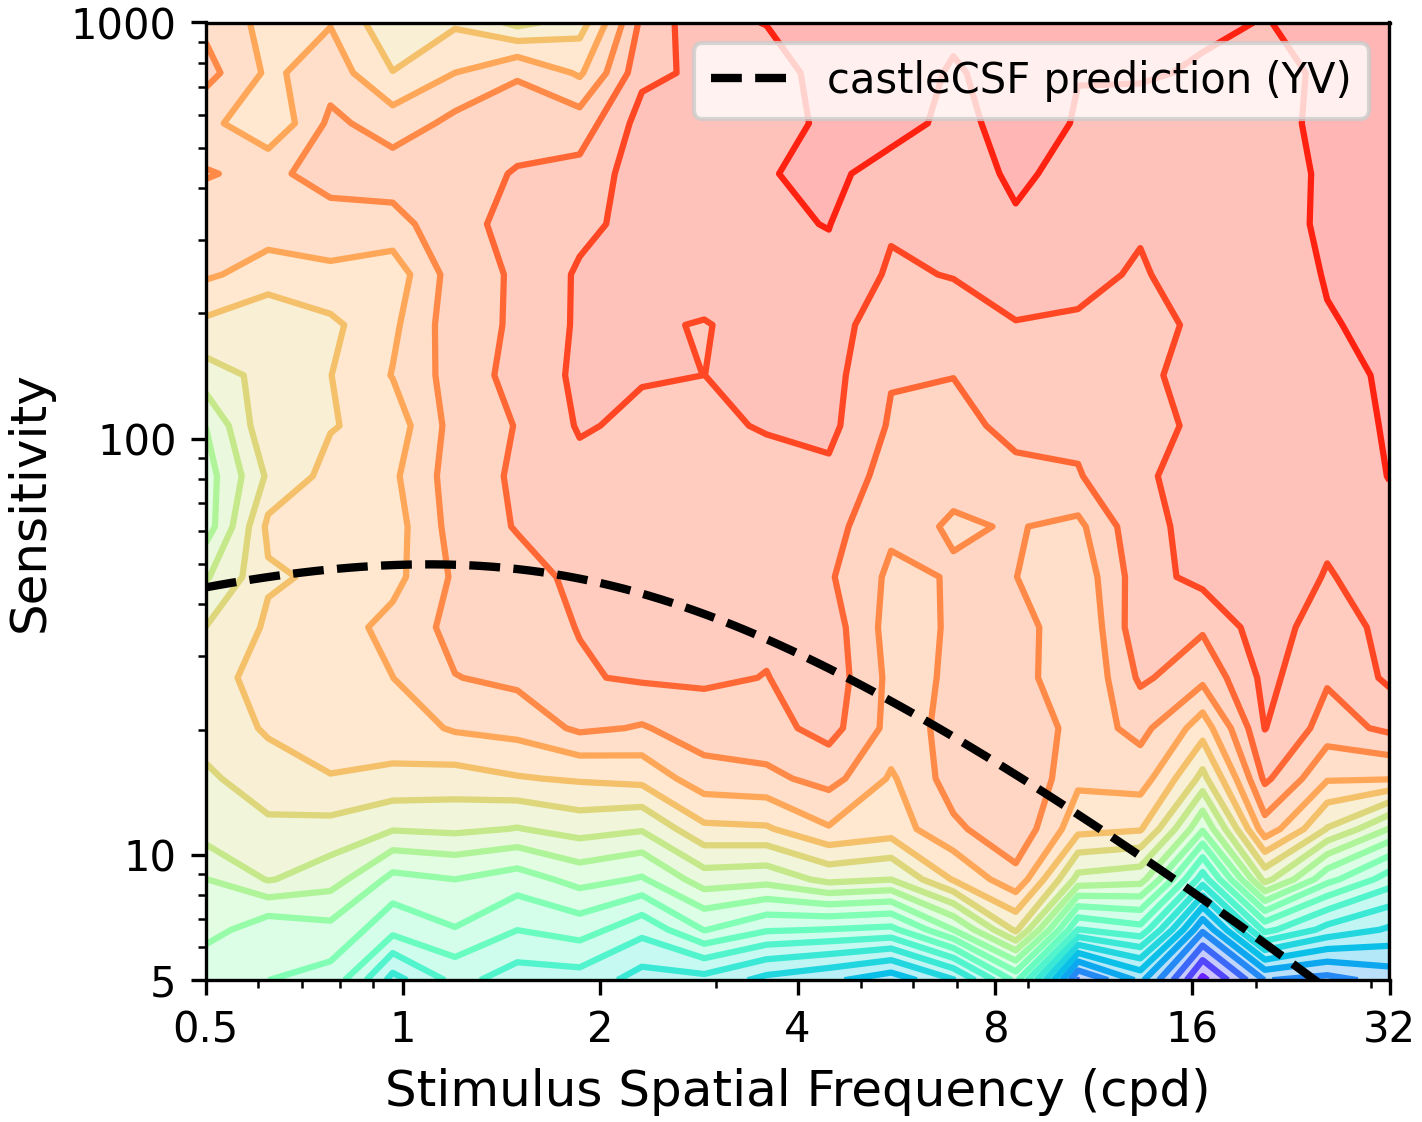 1000
castleCSF prediction (YV)
100
Sensitivity
10
5
0.5 1 2 4 8 16 32
Stimulus Spatial Frequency (cpd)